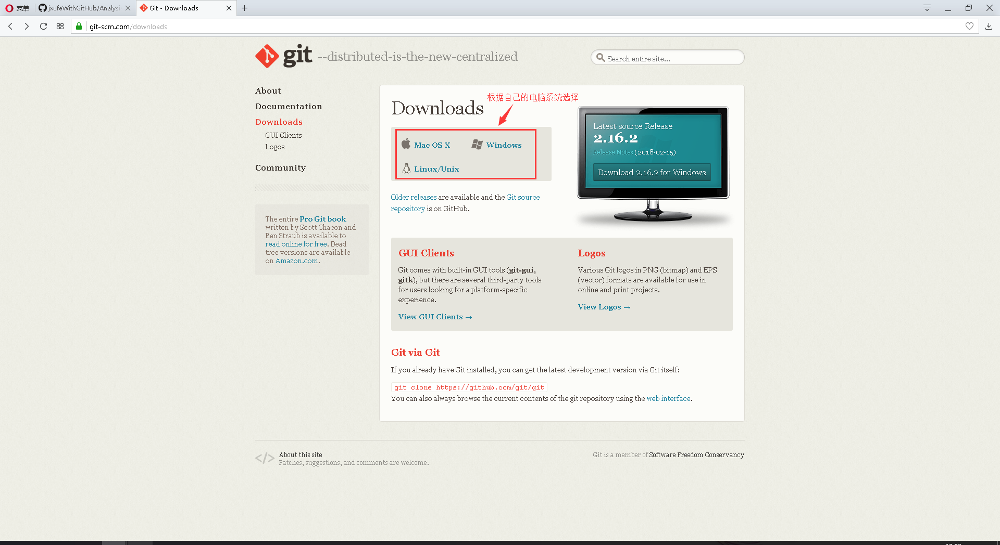 菜单
jxufeWithGitHub/Analysi
Git - Downloads
git-scm.com/downloads
git --distributed-is-the-new-centralized
Search entire site...
About
Documentation
Downloads
GUI Clients
Logos
Community
The entire Pro Git book
written by Scott Chacon and
Ben Straub is available to
read online for free. Dead
tree versions are available
on Amazon.com.
根据自己的电脑系统选择
Downloads
Mac OS X
Windows
Linux/Unix
Older releases are available and the Git source
repository is on GitHub.
Latest source Release
2.16.2
Release Notes (2018-02-15)
Download 2.16.2 for Windows
GUI Clients
Git comes with built-in GUI tools (git-gui,
gitk), but there are several third-party tools
for users looking for a platform-specific
experience.
View GUI Clients →
Logos
Various Git logos in PNG (bitmap) and EPS
(vector) formats are available for use in
online and print projects.
View Logos →
Git via Git
If you already have Git installed, you can get the latest development version via Git itself:
git clone https://github.com/git/git
You can also always browse the current contents of the git repository using the web interface.
</> About this site
Patches, suggestions, and comments are welcome.
Git is a member of Software Freedom Conservancy